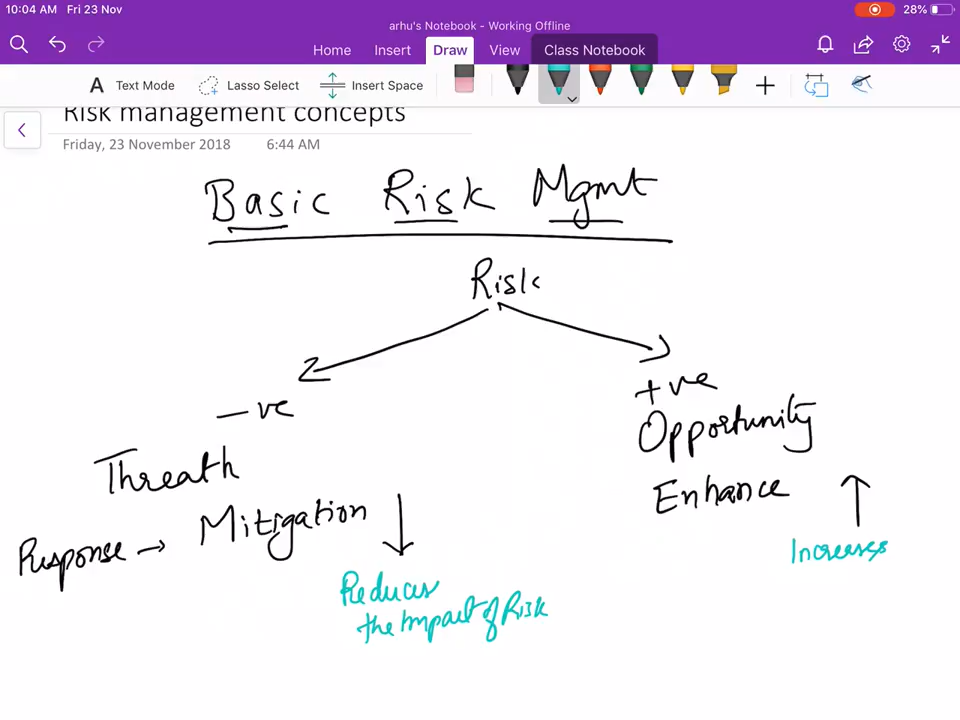 10:04 AM Fri 23 Nov
28%
arhu's Notebook - Working Offline
Home Insert Draw View Class Notebook
A Text Mode Lasso Select Insert Space
Risk management concepts
Friday, 23 November 2018 6:44 AM
Basic Risk Mgmt
Risk
-ve
+ve
Threath
Opportunity
Mitigation
Enhance
Response →
Increases
Reduces
the Impact of Risk